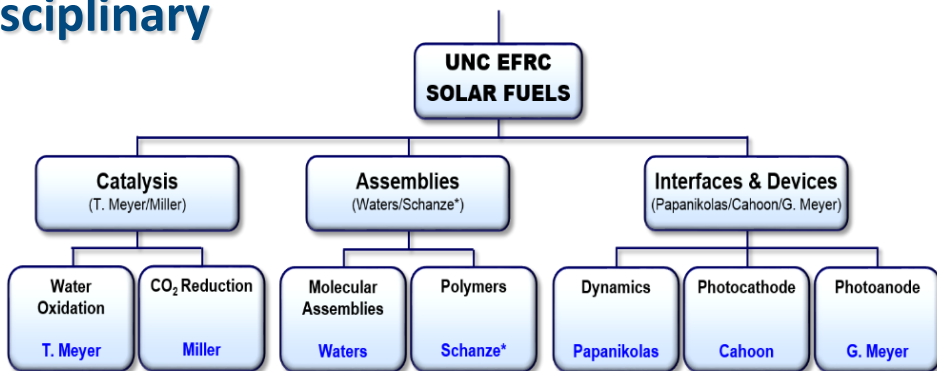 sciplinary
UNC EFRC
SOLAR FUELS
Catalysis
(T. Meyer/Miller)
Assemblies
(Waters/Schanze*)
Interfaces & Devices
(Papanikolas/Cahoon/G. Meyer)
Water
Oxidation
T. Meyer
CO₂ Reduction
Miller
Molecular
Assemblies
Waters
Polymers
Schanze*
Dynamics
Papanikolas
Photocathode
Cahoon
Photoanode
G. Meyer